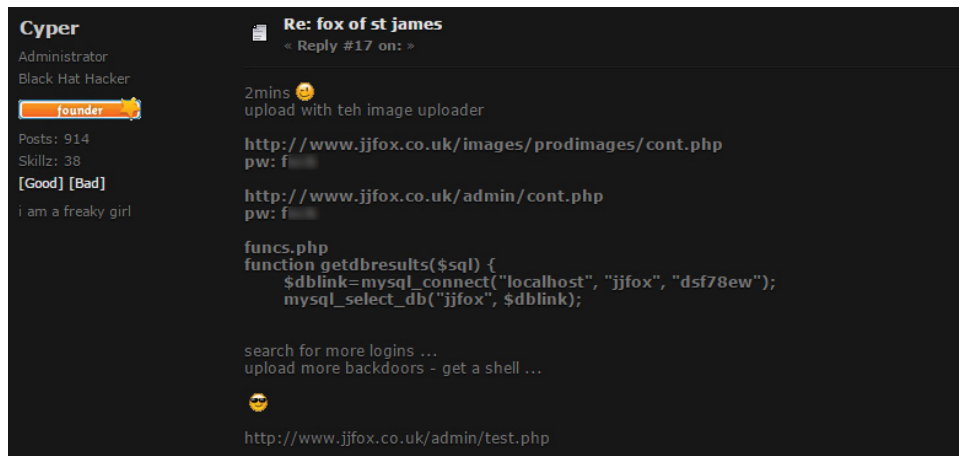 Cyper
Administrator
Black Hat Hacker
founder
Posts: 914
Skillz: 38
[Good] [Bad]
i am a freaky girl
Re: fox of st james
« Reply #17 on: »
2mins
upload with teh image uploader
http://www.jjfox.co.uk/images/prodimages/cont.php
pw: f
http://www.jjfox.co.uk/admin/cont.php
pw: f
funcs.php
function getdbresults($sql) {
$dblink=mysql_connect("localhost", "jjfox", "dsf78ew");
mysql_select_db("jjfox", $dblink);
search for more logins ...
upload more backdoors - get a shell ...
http://www.jjfox.co.uk/admin/test.php